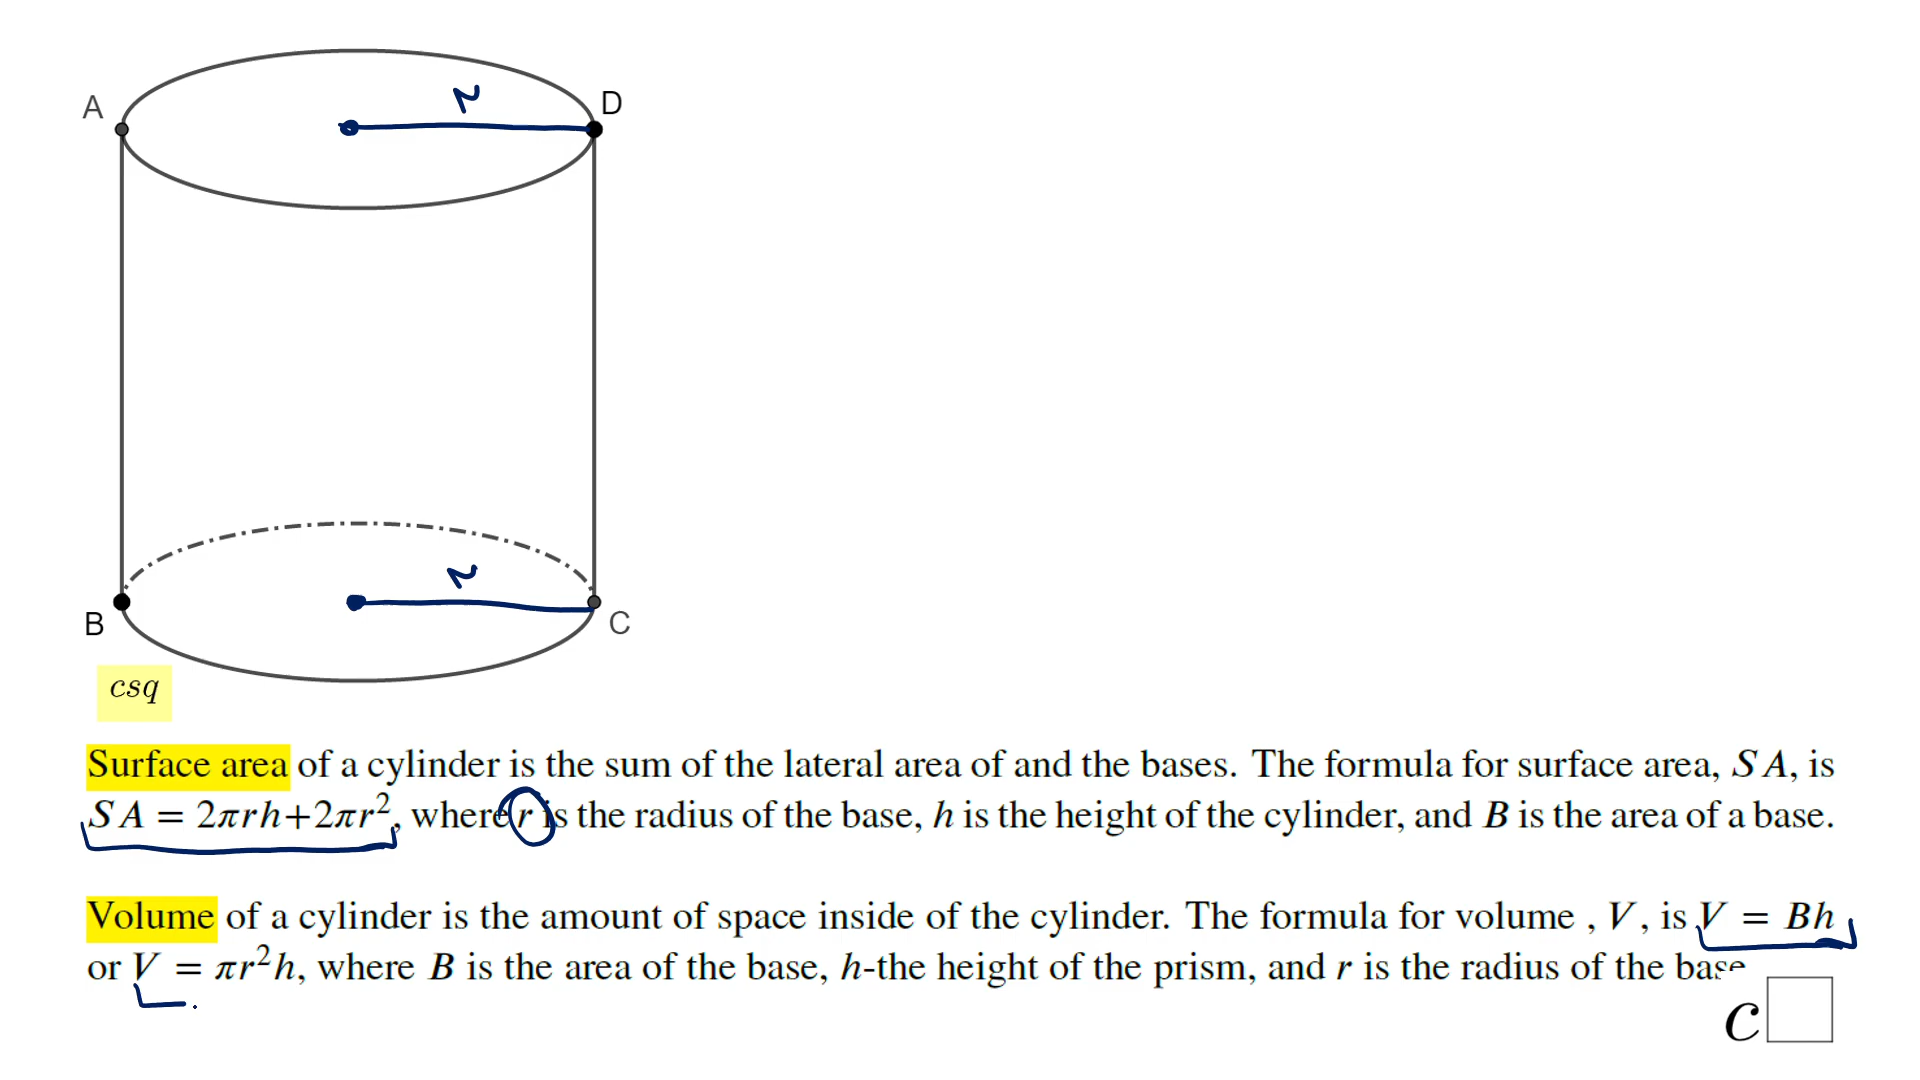 A
r
D
r
B
C
csq
Surface area of a cylinder is the sum of the lateral area of and the bases. The formula for surface area, SA, is
SA = 2πrh+2πr², where r is the radius of the base, h is the height of the cylinder, and B is the area of a base.
Volume of a cylinder is the amount of space inside of the cylinder. The formula for volume , V, is V = Bh
or V = πr²h, where B is the area of the base, h-the height of the prism, and r is the radius of the base
c